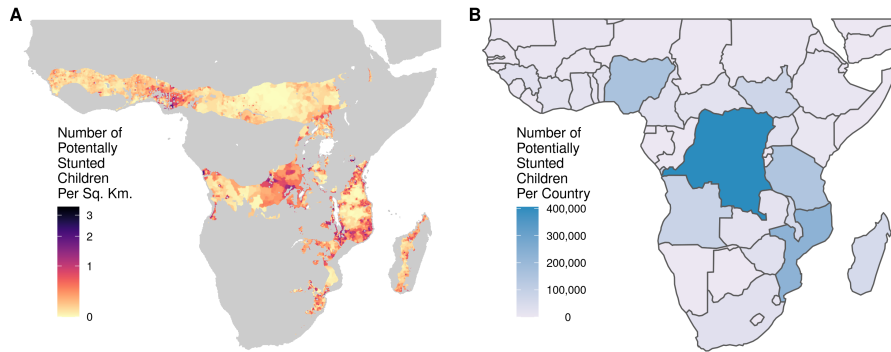 A
Number of
Potentially
Stunted
Children
Per Sq. Km.
3
2
1
0
B
Number of
Potentially
Stunted
Children
Per Country
400,000
300,000
200,000
100,000
0